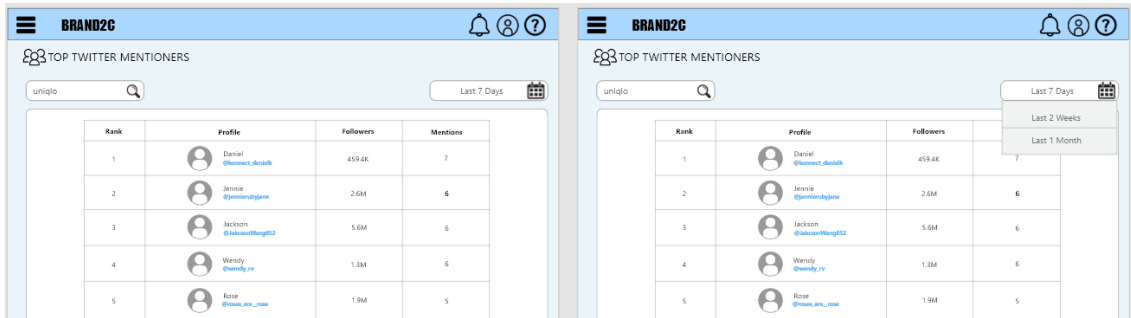 BRAND2C
TOP TWITTER MENTIONERS
uniqlo
Last 7 Days
Rank Profile Followers Mentions
1 Daniel @konnect_danielk 459.4K 7
2 Jennie @jennierubyjane 2.6M 6
3 Jackson @JaksonWang852 5.6M 6
4 Wendy @wendy_rv 1.3M 6
5 Rose @roses_are_rose 1.9M 5
BRAND2C
TOP TWITTER MENTIONERS
uniqlo
Last 7 Days
Last 2 Weeks
Last 1 Month
Rank Profile Followers
1 Daniel @konnect_danielk 459.4K 7
2 Jennie @jennierubyjane 2.6M 6
3 Jackson @JaksonWang852 5.6M 6
4 Wendy @wendy_rv 1.3M 6
5 Rose @roses_are_rose 1.9M 5